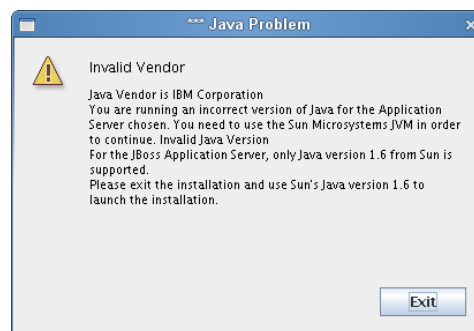 *** Java Problem
Invalid Vendor
Java Vendor is IBM Corporation
You are running an incorrect version of Java for the Application
Server chosen. You need to use the Sun Microsystems JVM in order
to continue. Invalid Java Version
For the JBoss Application Server, only Java version 1.6 from Sun is
supported.
Please exit the installation and use Sun's Java version 1.6 to
launch the installation.
Exit